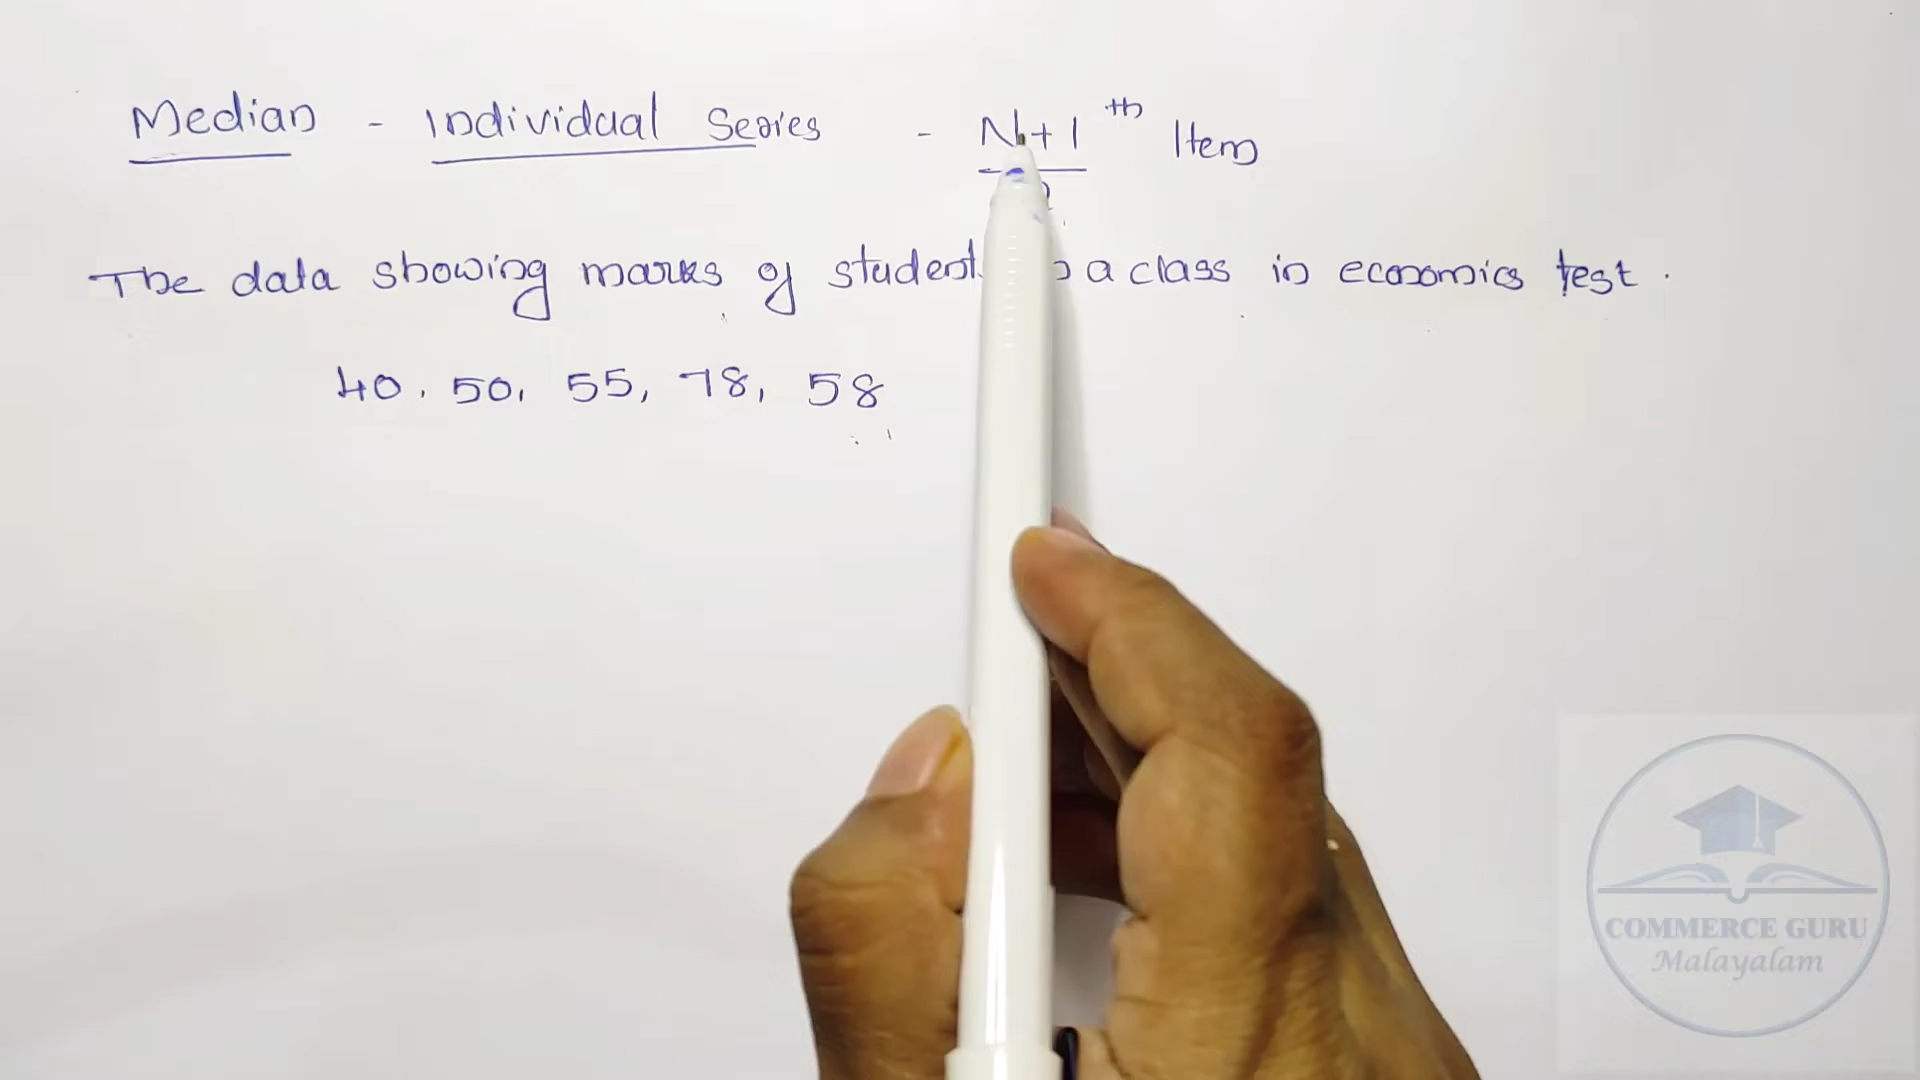 Median - Individual Series - N+1 th Item
2
The data showing marks of student a class in economics test.
40, 50, 55, 78, 58
COMMERCE GURU
Malayalam